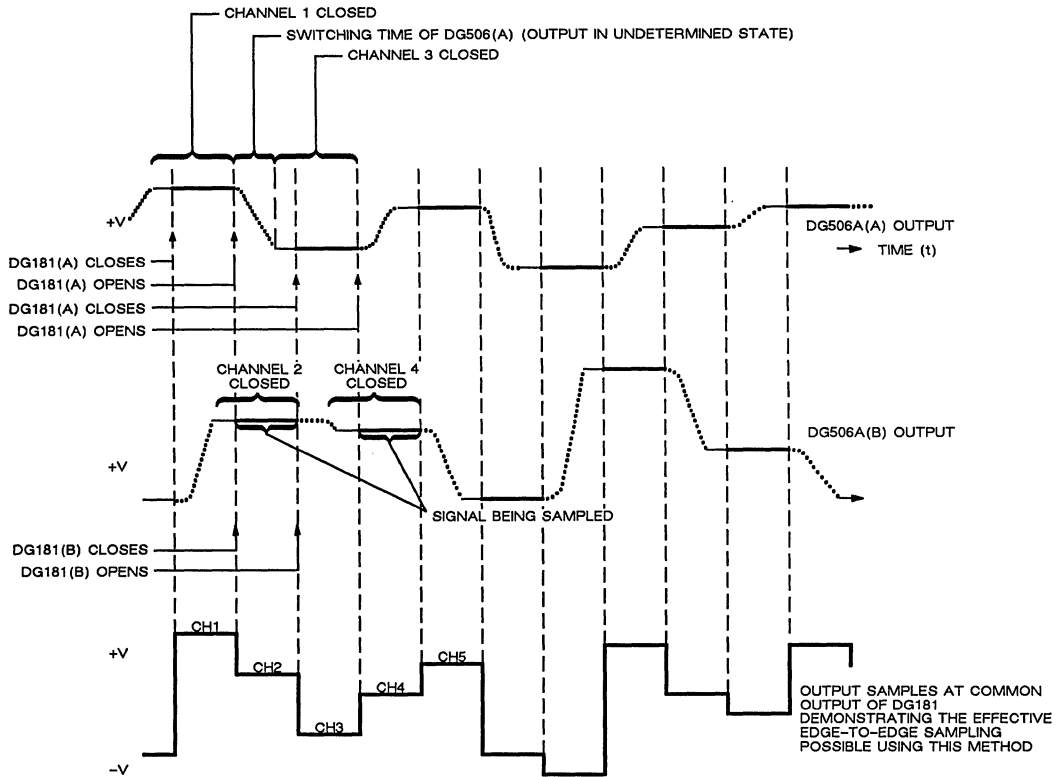 CHANNEL 1 CLOSED
SWITCHING TIME OF DG506(A) (OUTPUT IN UNDETERMINED STATE)
CHANNEL 3 CLOSED
+V
DG506A(A) OUTPUT
TIME (t)
DG181(A) CLOSES
DG181(A) OPENS
DG181(A) CLOSES
DG181(A) OPENS
CHANNEL 2
CLOSED
CHANNEL 4
CLOSED
DG506A(B) OUTPUT
+V
SIGNAL BEING SAMPLED
DG181(B) CLOSES
DG181(B) OPENS
CH1
+V
CH2
CH5
CH4
CH3
OUTPUT SAMPLES AT COMMON
OUTPUT OF DG181
DEMONSTRATING THE EFFECTIVE
EDGE-TO-EDGE SAMPLING
POSSIBLE USING THIS METHOD
-V